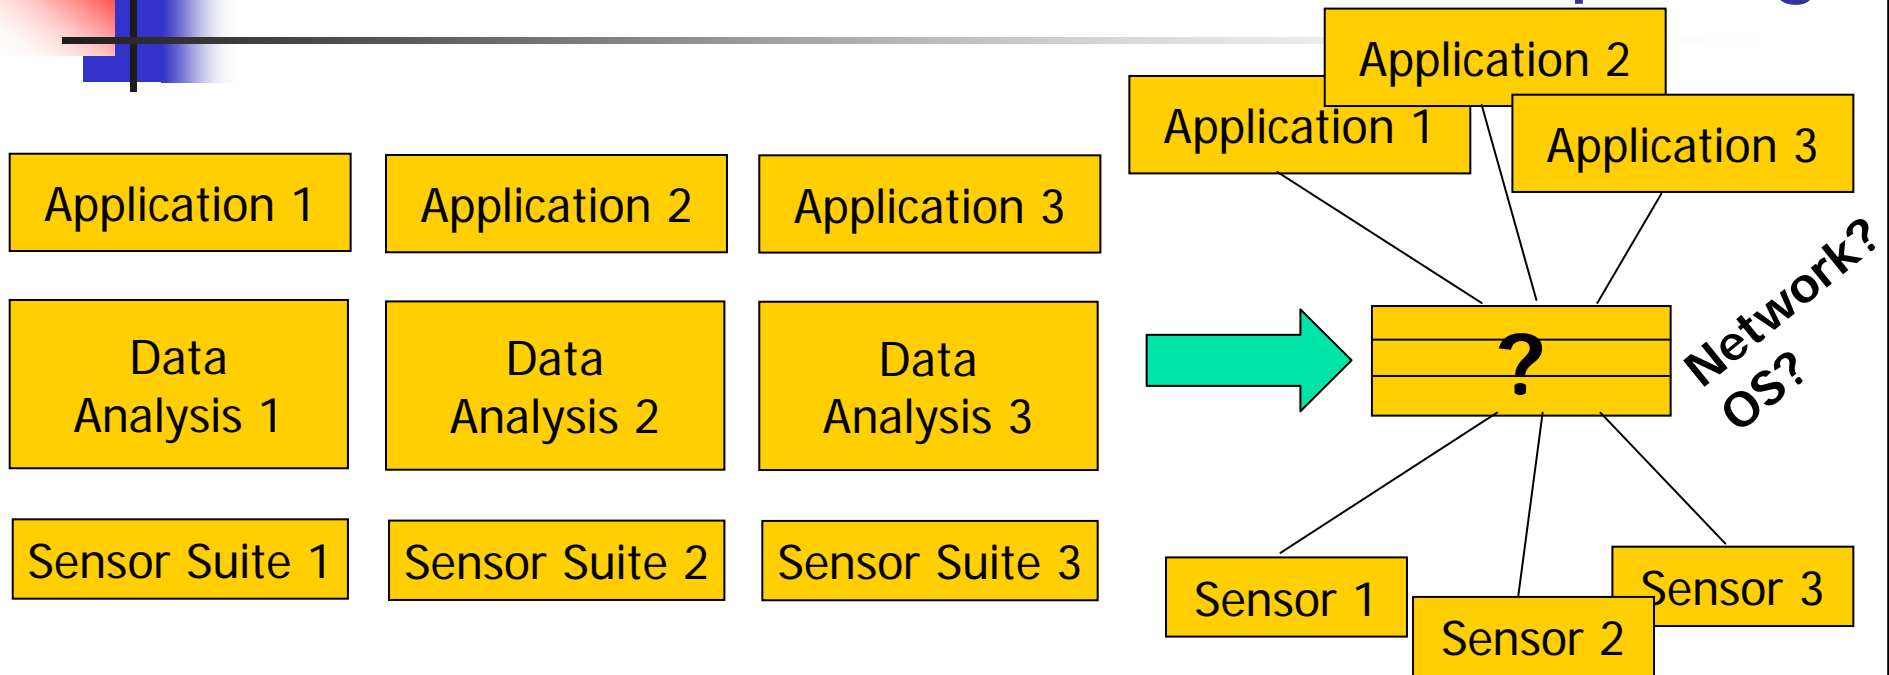 Application 1
Application 2
Application 3
Data
Analysis 1
Data
Analysis 2
Data
Analysis 3
Sensor Suite 1
Sensor Suite 2
Sensor Suite 3
Application 1
Application 2
Application 3
?
Network?
OS?
Sensor 1
Sensor 2
Sensor 3